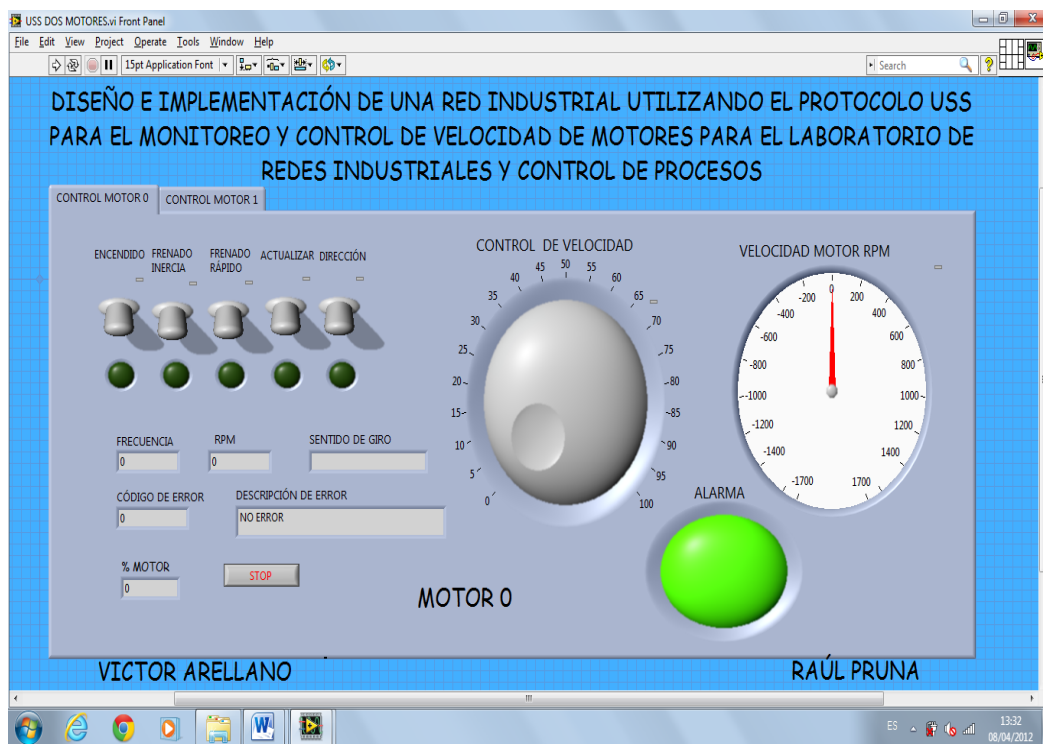 USS DOS MOTORES.vi Front Panel
File Edit View Project Operate Tools Window Help
15pt Application Font
Search
DISEÑO E IMPLEMENTACIÓN DE UNA RED INDUSTRIAL UTILIZANDO EL PROTOCOLO USS
PARA EL MONITOREO Y CONTROL DE VELOCIDAD DE MOTORES PARA EL LABORATORIO DE
REDES INDUSTRIALES Y CONTROL DE PROCESOS
CONTROL MOTOR 0
CONTROL MOTOR 1
ENCENDIDO
FRENADO
INERCIA
FRENADO
RÁPIDO
ACTUALIZAR
DIRECCIÓN
FRECUENCIA
0
RPM
0
SENTIDO DE GIRO
CÓDIGO DE ERROR
0
DESCRIPCIÓN DE ERROR
NO ERROR
% MOTOR
0
STOP
CONTROL DE VELOCIDAD
0
5
10
15
20
25
30
35
40
45
50
55
60
65
70
75
80
85
90
95
100
MOTOR 0
VELOCIDAD MOTOR RPM
-1700
-1400
-1200
-1000
-800
-600
-400
-200
0
200
400
600
800
1000
1200
1400
1700
ALARMA
VICTOR ARELLANO
RAÚL PRUNA
ES
13:32
08/04/2012